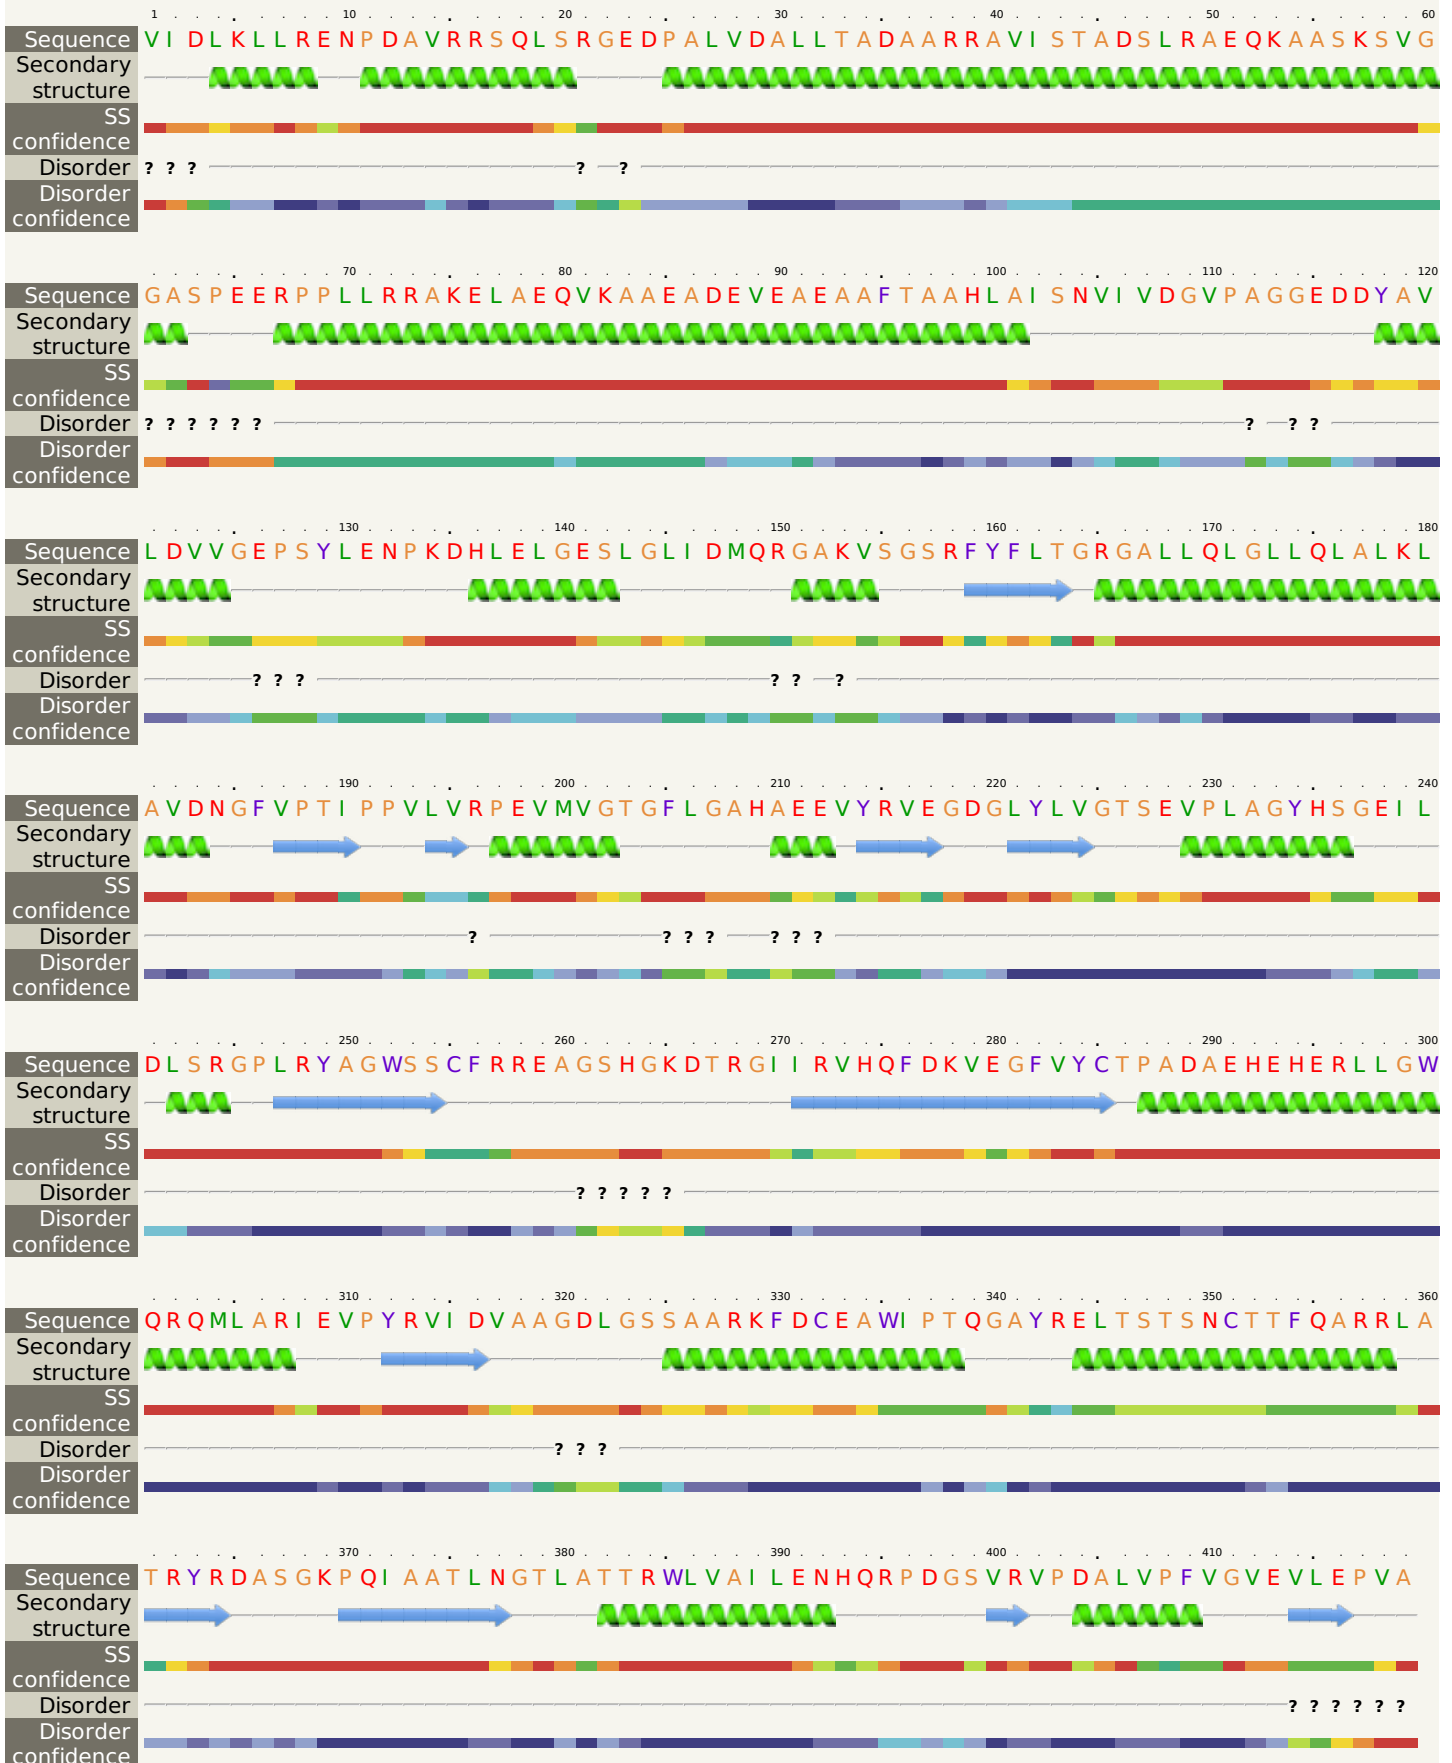 1 . . . . . . . 10 . . . . . . . . . 20 . . . . . . . . . 30 . . . . . . . . . 40 . . . . . . . . . 50 . . . . . . . . . 60
Sequence VIDLKLLRENPDAVRRSQLSRGEDPALVDALLTADAARRAVISTADSLRAEQKAASKSVG
Secondary
structure
SS
confidence
Disorder ? ? ? ? ?
Disorder
confidence
. . . . . . . . . 70 . . . . . . . . . 80 . . . . . . . . . 90 . . . . . . . . . 100 . . . . . . . . . 110 . . . . . . . . . 120
Sequence GASPEERPPLLRRAKELAEQVKAAEADEVEAEAAFTAAHLAISNVIVDGVPAGGEDDYAV
Secondary
structure
SS
confidence
Disorder ? ? ? ? ? ? ? ? ?
Disorder
confidence
. . . . . . . . . 130 . . . . . . . . . 140 . . . . . . . . . 150 . . . . . . . . . 160 . . . . . . . . . 170 . . . . . . . . . 180
Sequence LDVVGEPSYLENPKDHLELGESLGLIDMQRGAKVSGSRFYFLTGRGALLQLGLLQLALKL
Secondary
structure
SS
confidence
Disorder ? ? ? ? ? ?
Disorder
confidence
. . . . . . . . . 190 . . . . . . . . . 200 . . . . . . . . . 210 . . . . . . . . . 220 . . . . . . . . . 230 . . . . . . . . . 240
Sequence AVDNGFVPTIPPVLVRPEVMVGTGFLGAHAEEVYRVEGDGLYLVGTSEVPLAGYHSGEIL
Secondary
structure
SS
confidence
Disorder ? ? ? ? ? ? ?
Disorder
confidence
. . . . . . . . . 250 . . . . . . . . . 260 . . . . . . . . . 270 . . . . . . . . . 280 . . . . . . . . . 290 . . . . . . . . . 300
Sequence DLSRGPLRYAGWSSCFRREAGSHGKDTRGIIRVHQFDKVEGFVYCTPADAEHEHERLLGW
Secondary
structure
SS
confidence
Disorder ? ? ? ? ?
Disorder
confidence
. . . . . . . . . 310 . . . . . . . . . 320 . . . . . . . . . 330 . . . . . . . . . 340 . . . . . . . . . 350 . . . . . . . . . 360
Sequence QRQMLARIEVPYRVIDVAAGDLGSSAARKFDCEAWIPTQGAYRELTSTSNCTTFQARRLA
Secondary
structure
SS
confidence
Disorder ? ? ?
Disorder
confidence
. . . . . . . . . 370 . . . . . . . . . 380 . . . . . . . . . 390 . . . . . . . . . 400 . . . . . . . . . 410 . . . . . . . . .
Sequence TRYRDASGKPQIAATLNGTLATTRWLVAILENHQRPDGSVRVPDALVPFVGVEVLEPVA
Secondary
structure
SS
confidence
Disorder ? ? ? ? ? ?
Disorder
confidence